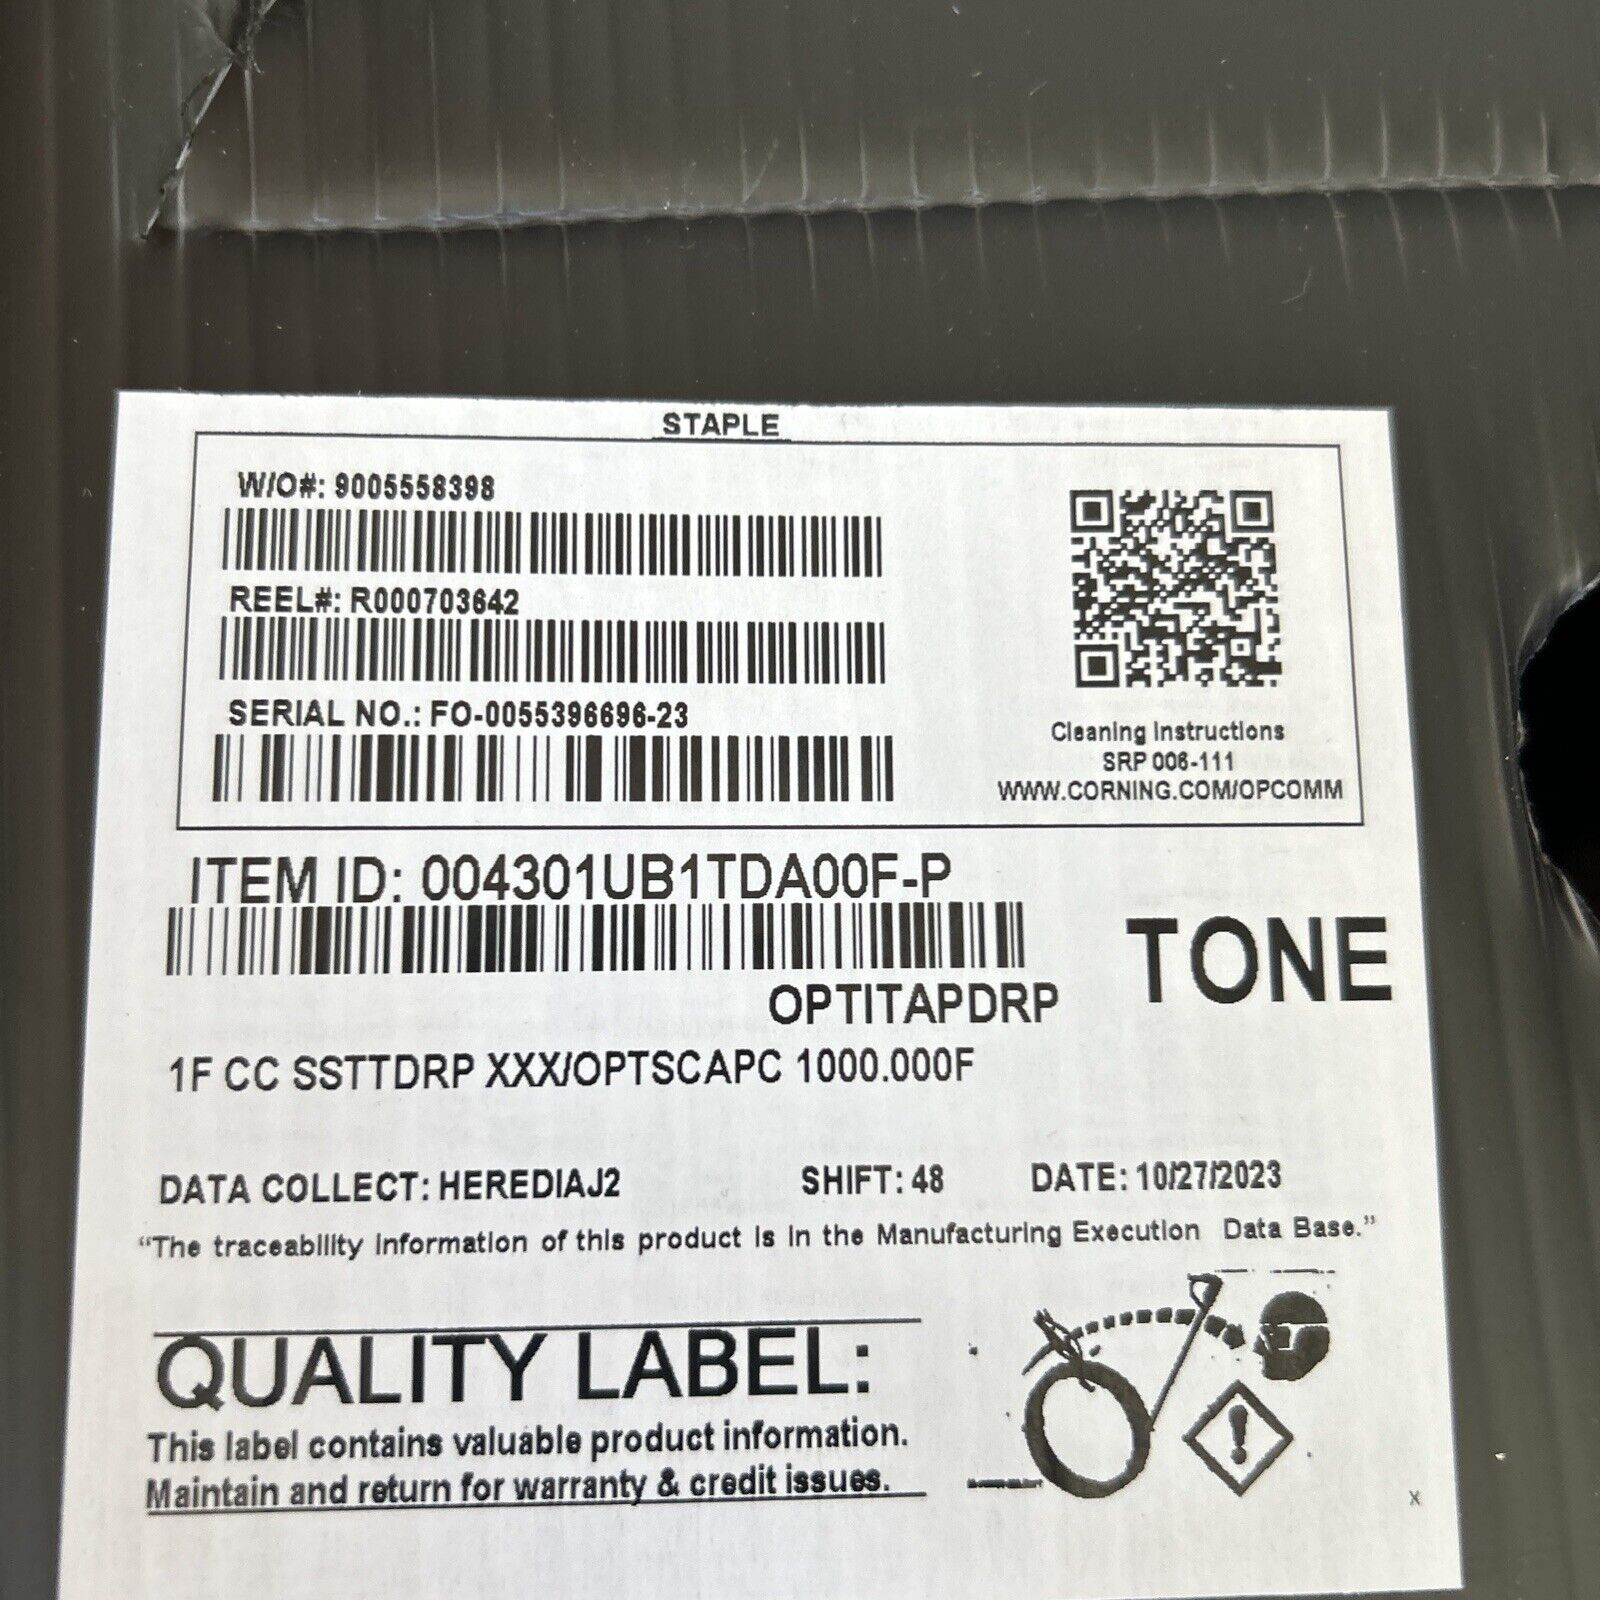 STAPLE
W/O#: 9005558398
REEL#: R000703642
SERIAL NO.: FO-0055396696-23
Cleaning Instructions
SRP 006-111
WWW.CORNING.COM/OPCOMM
ITEM ID: 004301UB1TDA00F-P
TONE
OPTITAPDRP
1F CC SSTTDRP XXX/OPTSCAPC 1000.000F
DATA COLLECT: HEREDIAJ2 SHIFT: 48 DATE: 10/27/2023
“The traceability information of this product is in the Manufacturing Execution Data Base.”
QUALITY LABEL:
This label contains valuable product information.
Maintain and return for warranty & credit issues.
X